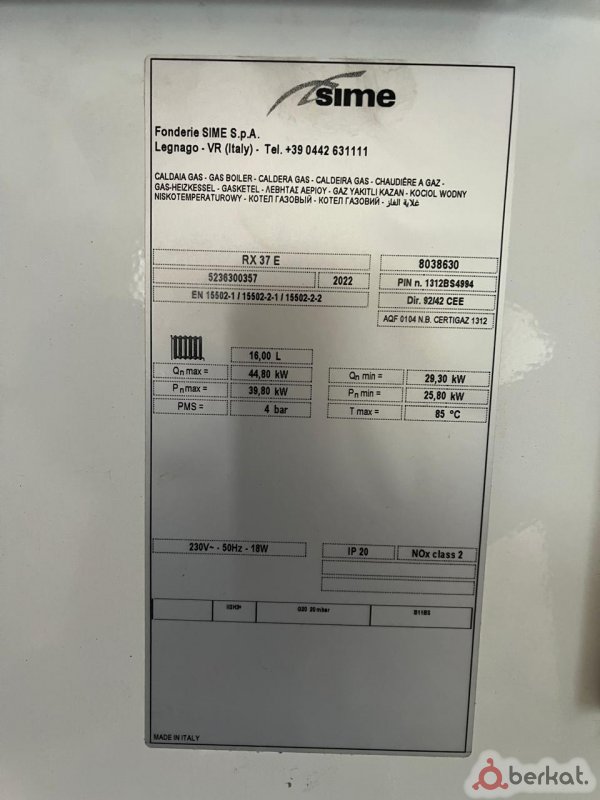 sime
Fonderie SIME S.p.A.
Legnago - VR (Italy) - Tel. +39 0442 631111
CALDAIA GAS - GAS BOILER - CALDERA GAS - CALDEIRA GAS - CHAUDIÈRE A GAZ -
GAS-HEIZKESSEL - GASKETEL - ΛΕΒΗΤΑΣ ΑΕΡΙΟΥ - GAZ YAKITLI KAZAN - KOCIOL WODNY
NISKOTEMPERATUROWY - КОТЕЛ ГАЗОВЫЙ - КОТЕЛ ГАЗОВИЙ - غلاية الغاز
RX 37 E 8038630
5236300357 2022 PIN n. 1312BS4994
EN 15502-1 / 15502-2-1 / 15502-2-2 Dir. 92/42 CEE
AQF 0104 N.B. CERTIGAZ 1312
16,00 L
Qn max = 44,80 kW Qn min = 29,30 kW
Pn max = 39,80 kW Pn min = 25,80 kW
PMS = 4 bar T max = 85 °C
230V~ - 50Hz - 18W IP 20 NOx class 2
G20 20mbar B11BS
MADE IN ITALY
berkat.